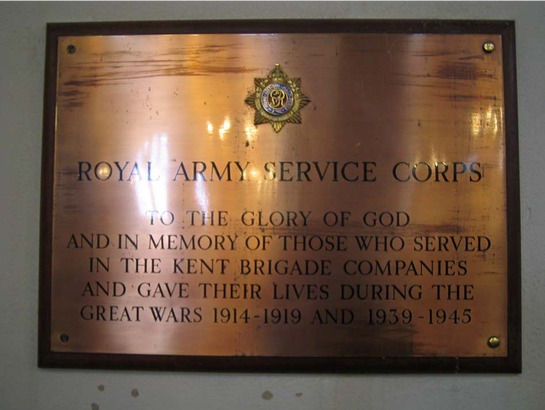 ROYAL ARMY SERVICE CORPS
TO THE GLORY OF GOD
AND IN MEMORY OF THOSE WHO SERVED
IN THE KENT BRIGADE COMPANIES
AND GAVE THEIR LIVES DURING THE
GREAT WARS 1914-1919 AND 1939-1945